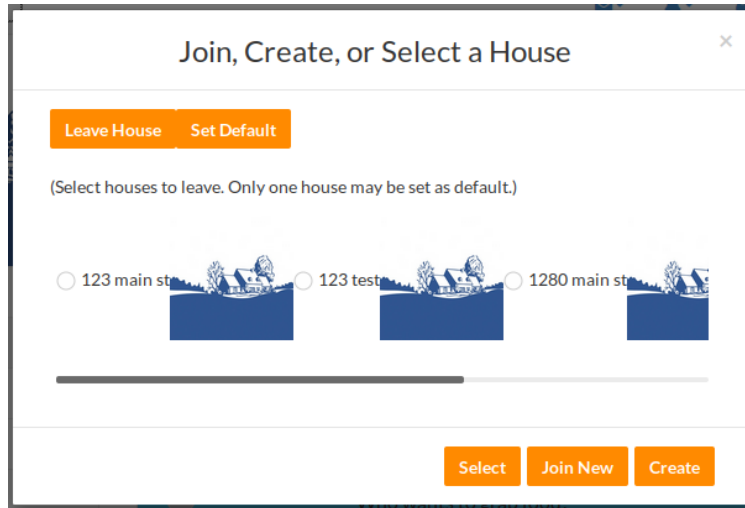 Join, Create, or Select a House
×
Leave House Set Default
(Select houses to leave. Only one house may be set as default.)
123 main st 123 test 1280 main st
Select Join New Create